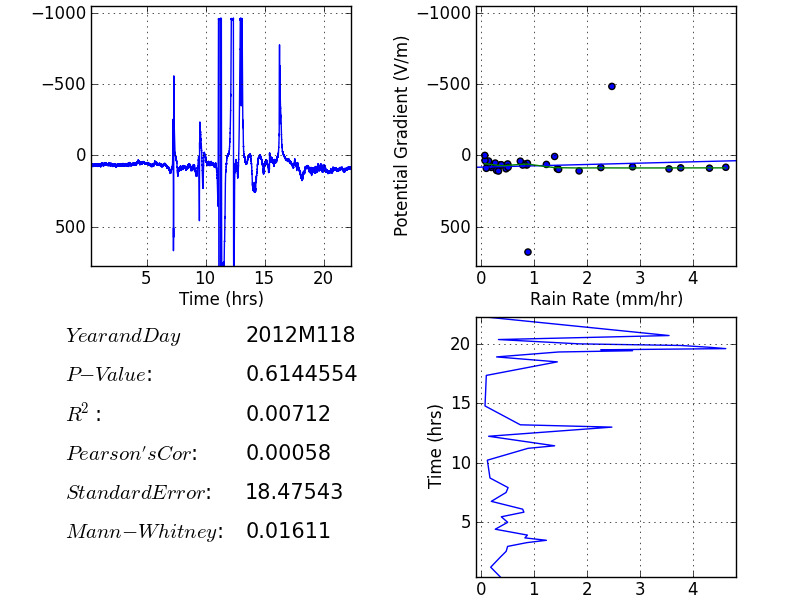 −1000
−500
0
500
5
10
15
20
Time (hrs)
−1000
−500
0
500
Potential Gradient (V/m)
0
1
2
3
4
Rain Rate (mm/hr)
YearandDay 2012M118
P−Value: 0.6144554
R²: 0.00712
Pearson'sCor: 0.00058
StandardError: 18.47543
Mann−Whitney: 0.01611
20
15
10
5
Time (hrs)
0
1
2
3
4